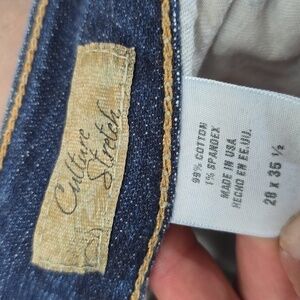 Culture
Stretch
99% COTTON
1% SPANDEX
MADE IN USA
HECHO EN EE.UU.
28 X 35 ½